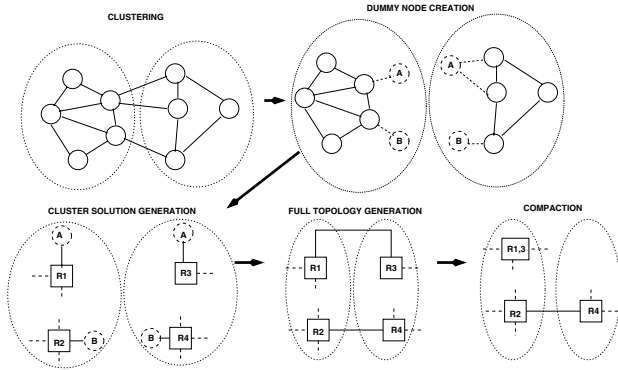 CLUSTERING
DUMMY NODE CREATION
A
A
B
B
CLUSTER SOLUTION GENERATION
FULL TOPOLOGY GENERATION
COMPACTION
A
A
R1
R3
R1
R3
R1,3
R2
B
B
R4
R2
R4
R2
R4